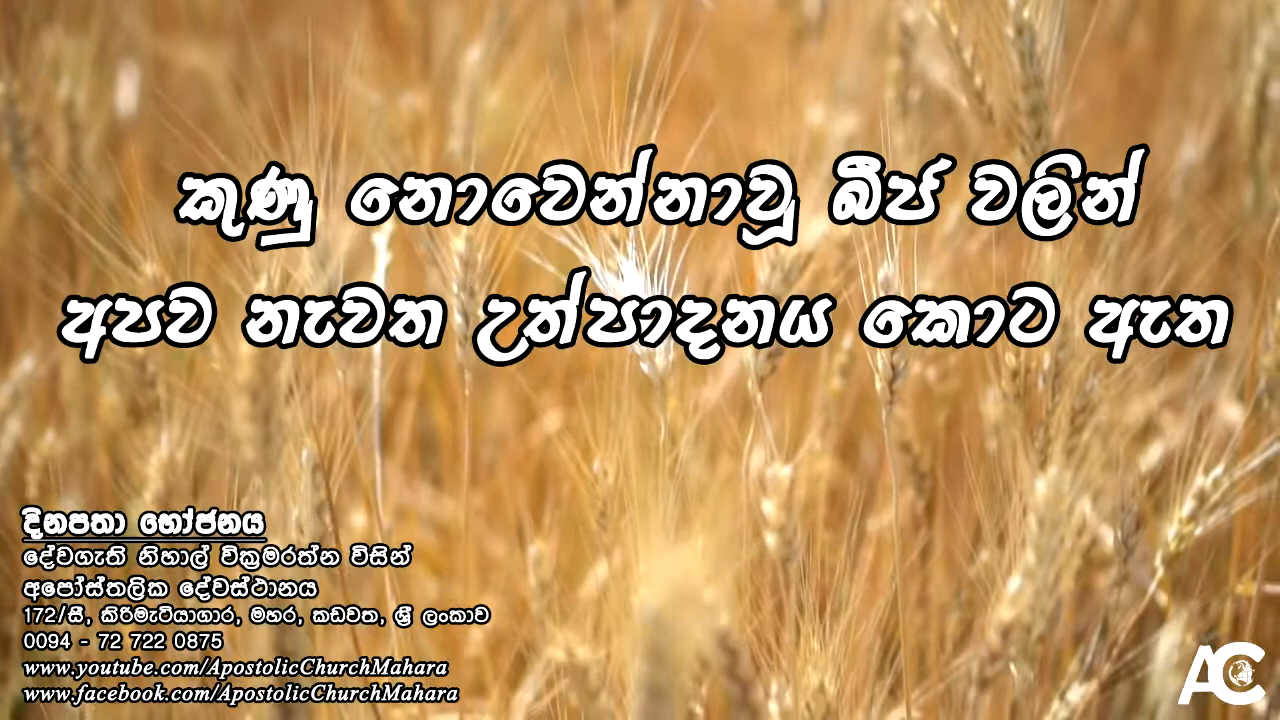 කුණු නොවෙන්නාවූ බීජ වලින්
අපව නැවත උත්පාදනය කොට ඇත
දිනපතා භෝජනය
දේවගැති නිහාල් වික්‍රමරත්න විසින්
අපෝස්තලික දේවස්ථානය
172/සී, කිරිමැටියාගාර, මහර, කඩවත, ශ්‍රී ලංකාව
0094 - 72 722 0875
www.youtube.com/ApostolicChurchMahara
www.facebook.com/ApostolicChurchMahara
AC